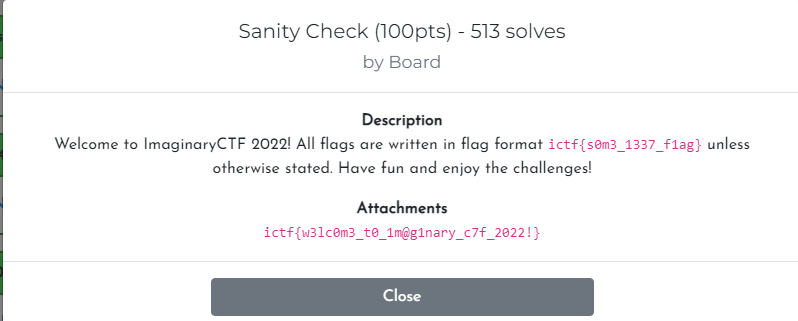 Sanity Check (100pts) - 513 solves
by Board
Description
Welcome to ImaginaryCTF 2022! All flags are written in flag format ictf{s0m3_1337_f1ag} unless
otherwise stated. Have fun and enjoy the challenges!
Attachments
ictf{w3lc0m3_t0_1m@g1nary_c7f_2022!}
Close